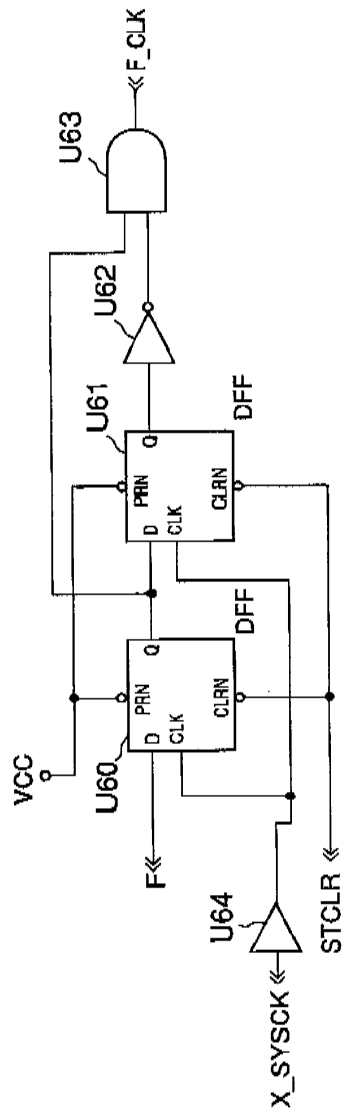 VCC
U60
PRN
D
Q
CLK
CLRN
DFF
U61
PRN
D
Q
CLK
CLRN
DFF
U62
U63
F_CLK
F
U64
X_SYSCK
STCLR